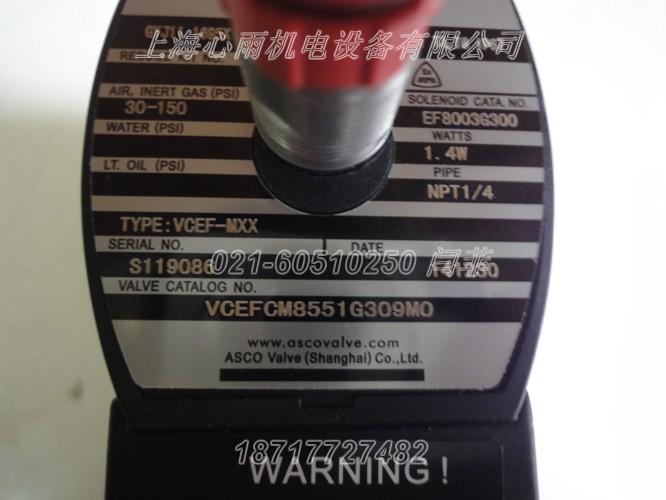 上海心雨机电设备有限公司
AIR, INERT GAS (PSI)
30-150
WATER (PSI)
LT. OIL (PSI)
SOLENOID CATA. NO.
EF8003G300
WATTS
1.4W
PIPE
NPT1/4
TYPE:VCEF-MXX
SERIAL NO.
DATE
S119086
021-60510250
VALVE CATALOG NO.
VCEFCM8551G309MO
www.ascovalve.com
ASCO Valve (Shanghai) Co.,Ltd.
18717727482
WARNING !